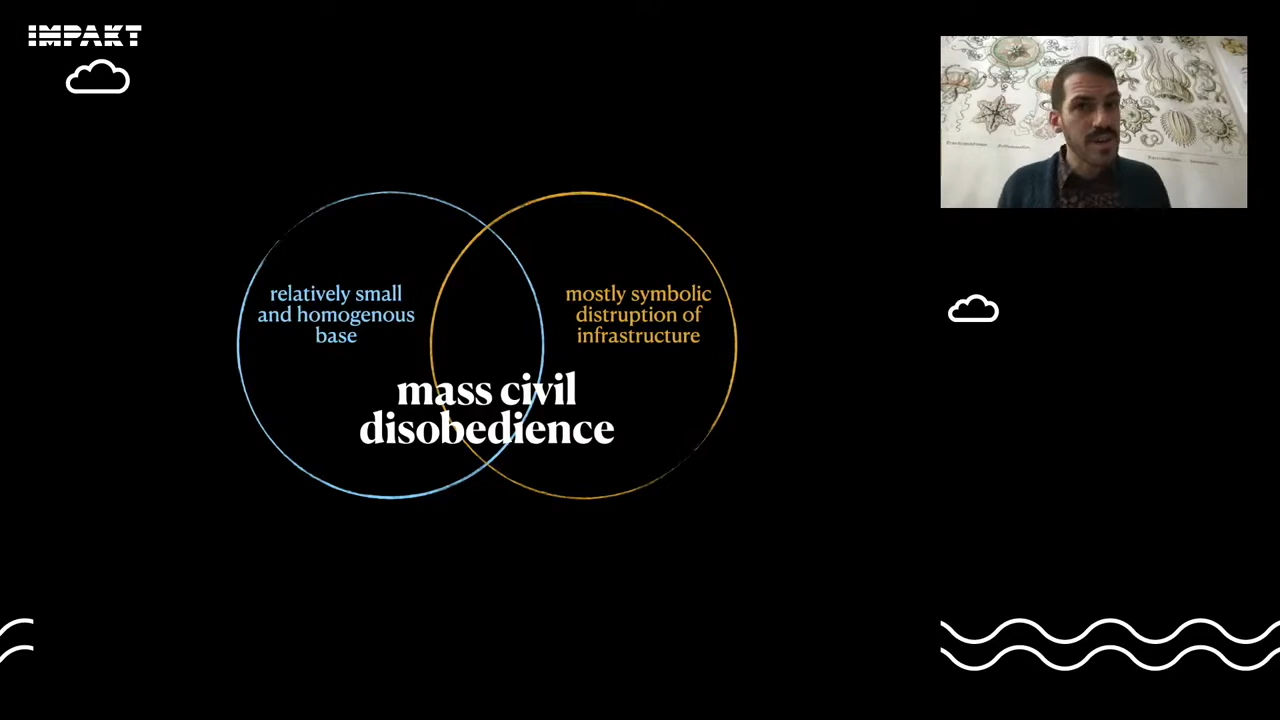 IMPAKT
relatively small
and homogenous
base
mostly symbolic
distruption of
infrastructure
mass civil
disobedience